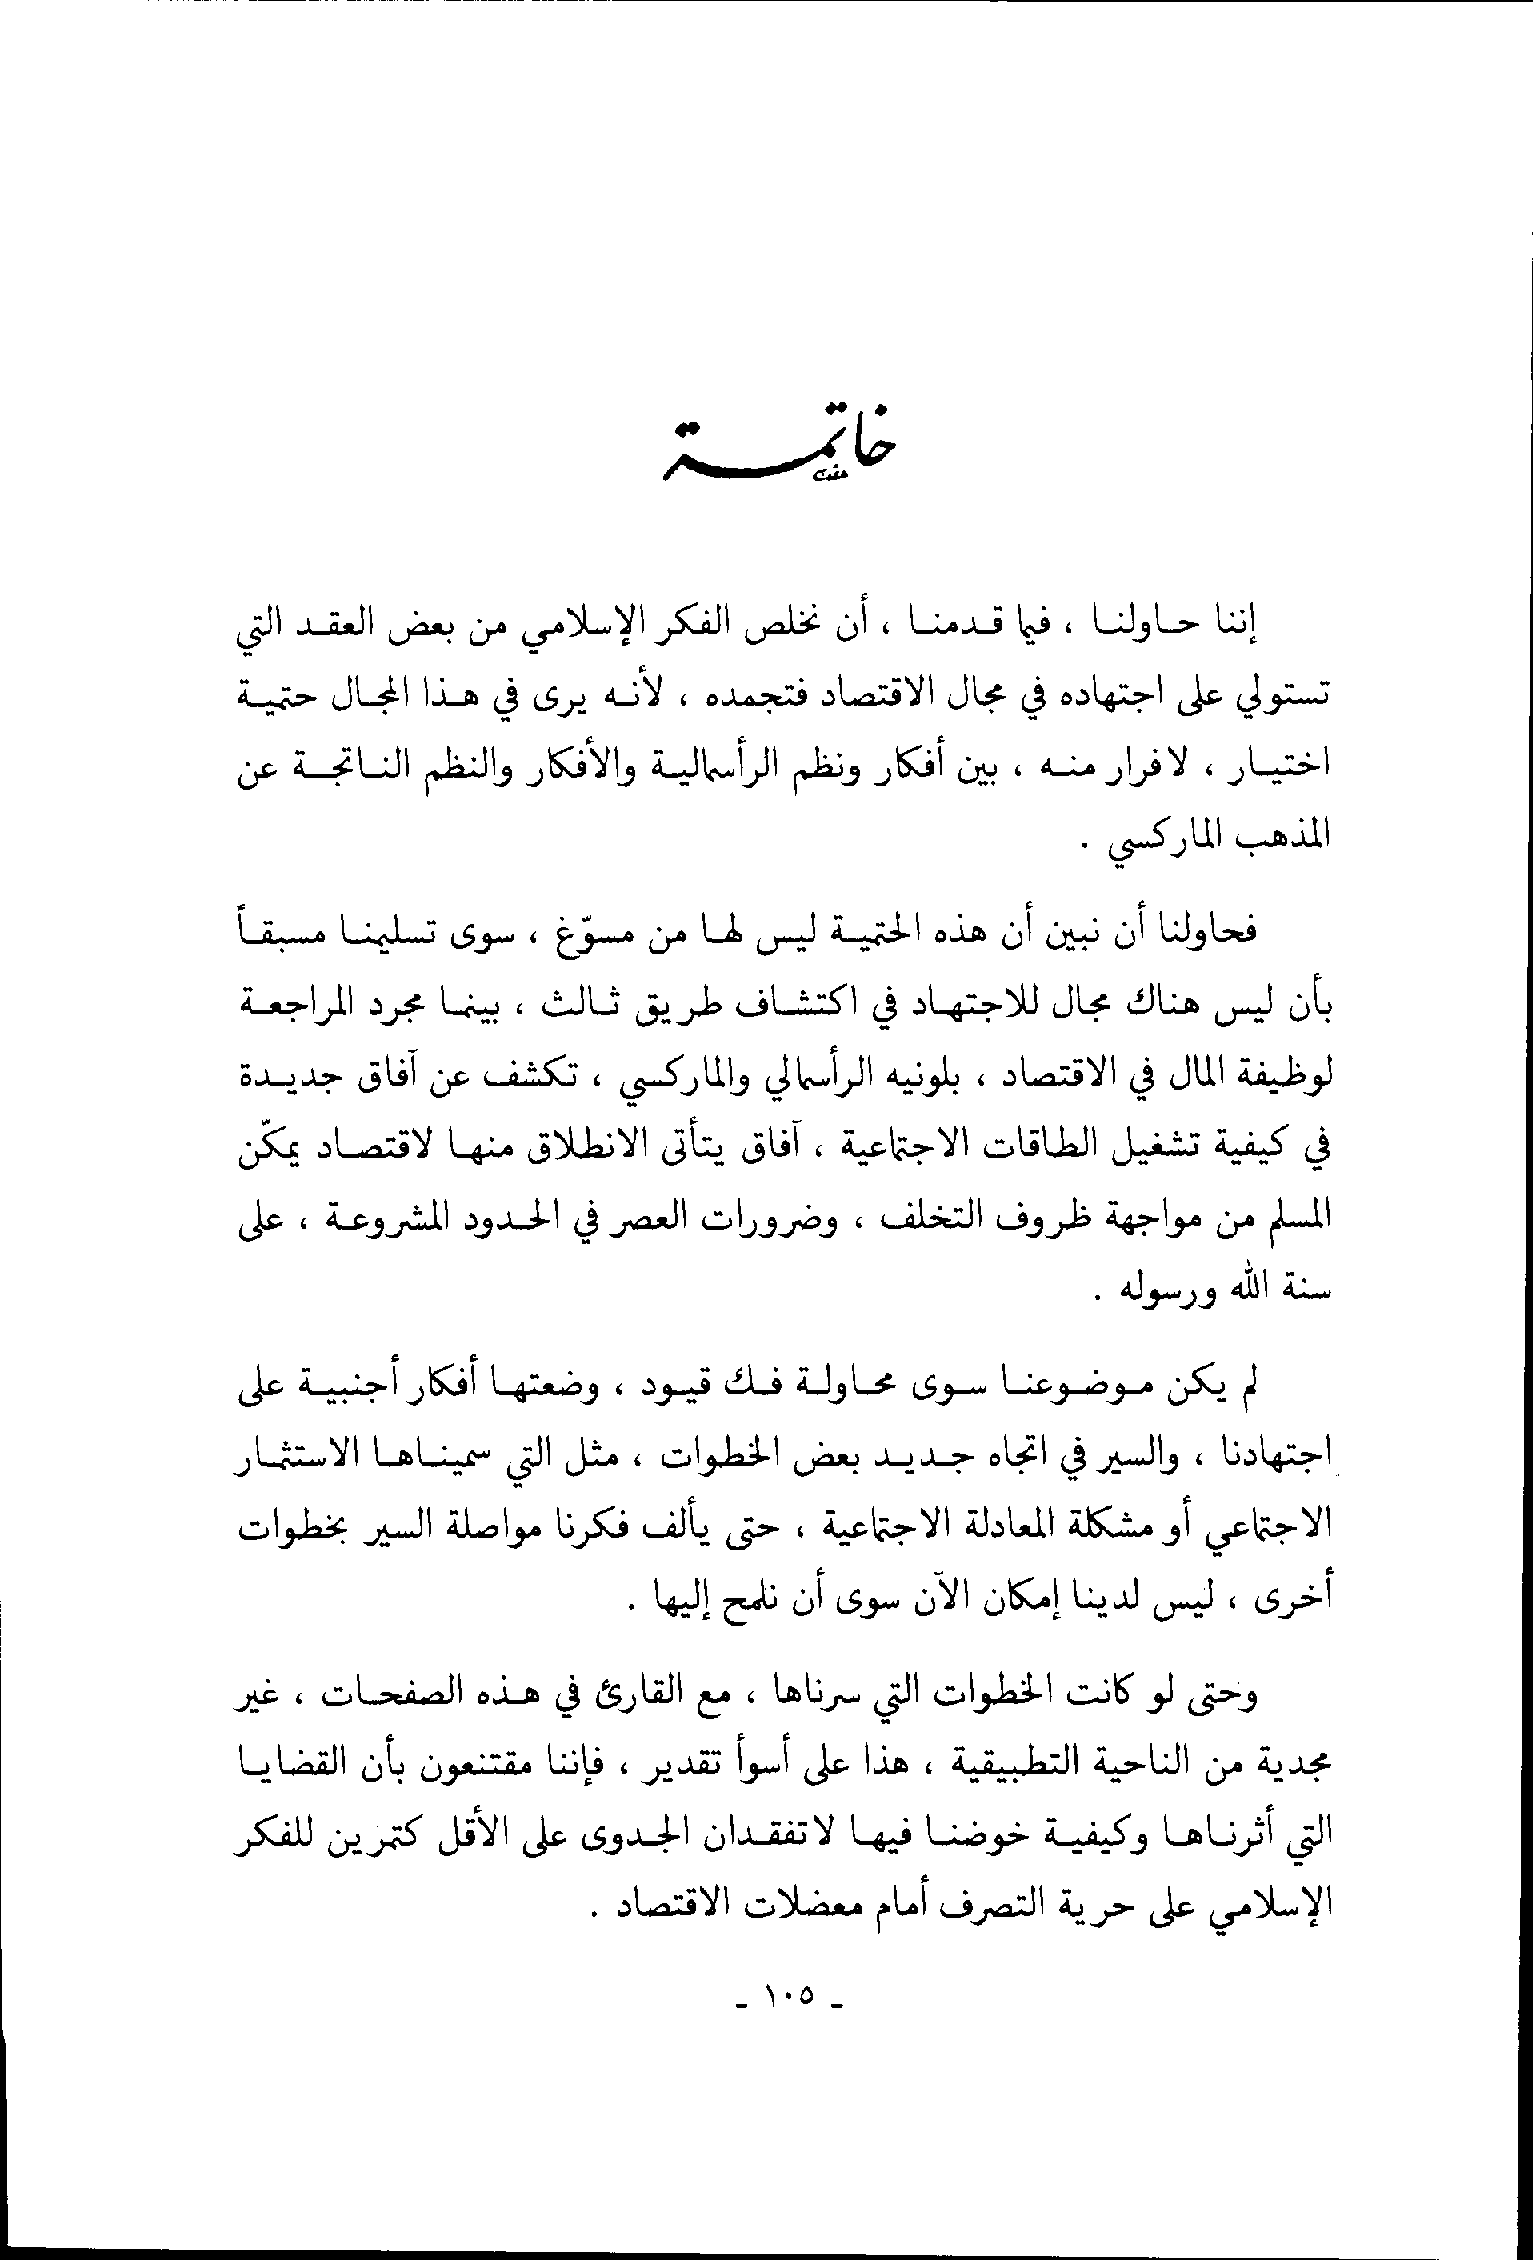 خاتمة
إننا حاولنا ، فيما قدمنا ، أن نخلص الفكر الإسلامي من بعض العقد التي
تستولي على اجتهاده في مجال الاقتصاد فتجمده ، لأنه يرى في هذا المجال حتمية
اختيار ، لا فرار منه ، بين أفكار ونظم الرأسمالية والأفكار والنظم الناتجة عن
المذهب الماركسي .
فحاولنا أن نبين أن هذه الحتمية ليس لها من مسوّغ ، سوى تسليمنا مسبقاً
بأن ليس هناك مجال للاجتهاد في اكتشاف طريق ثالث ، بينما مجرد المراجعة
لوظيفة المال في الاقتصاد ، بلونيه الرأسمالي والماركسي ، تكشف عن آفاق جديدة
في كيفية تشغيل الطاقات الاجتماعية ، آفاق يتأتى الانطلاق منها لاقتصاد يمكّن
المسلم من مواجهة ظروف التخلف ، وضرورات العصر في الحدود المشروعة ، على
سنة الله ورسوله .
لم يكن موضوعنا سوى محاولة فك قيود ، وضعتها أفكار أجنبية على
اجتهادنا ، والسير في اتجاه جديد بعض الخطوات ، مثل التي سميناها الاستثمار
الاجتماعي أو مشكلة المعادلة الاجتماعية ، حتى يألف فكرنا مواصلة السير بخطوات
أخرى ، ليس لدينا إمكان الآن سوى أن نلمح إليها .
وحتى لو كانت الخطوات التي سرناها ، مع القارئ في هذه الصفحات ، غير
مجدية من الناحية التطبيقية ، هذا على أسوأ تقدير ، فإننا مقتنعون بأن القضايا
التي أثرناها وكيفية خوضنا فيها لا تفقدان الجدوى على الأقل كتمرين للفكر
الإسلامي على حرية التصرف أمام معضلات الاقتصاد .
ـ ١٠٥ ـ